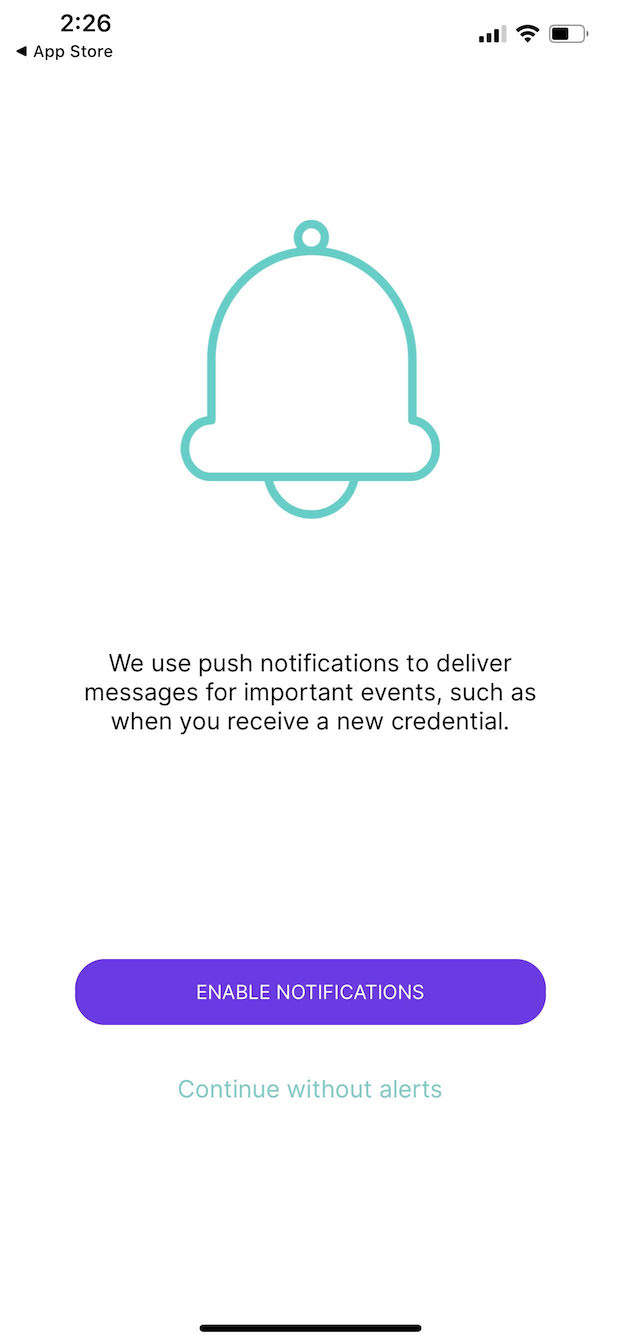 2:26
◀ App Store
We use push notifications to deliver
messages for important events, such as
when you receive a new credential.
ENABLE NOTIFICATIONS
Continue without alerts